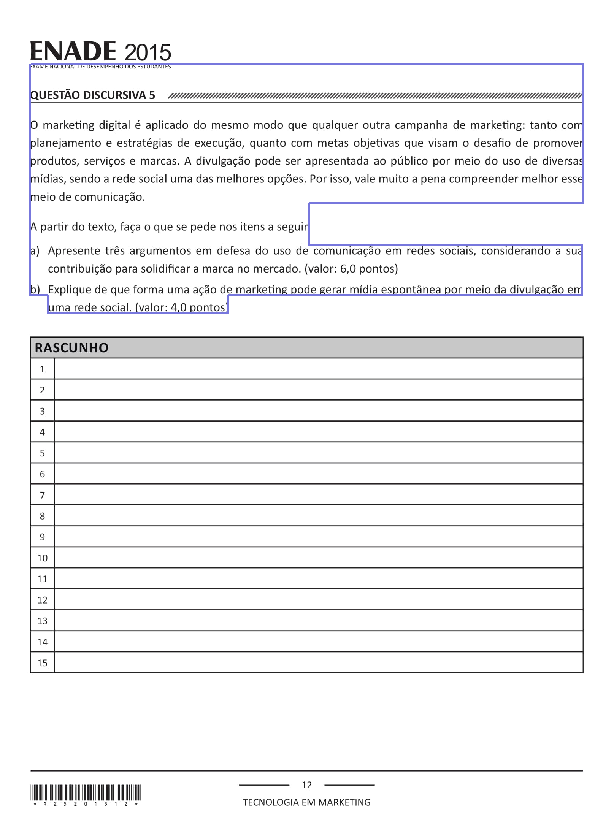 ENADE 2015
EXAME NACIONAL DE DESEMPENHO DOS ESTUDANTES
QUESTÃO DISCURSIVA 5
O marketing digital é aplicado do mesmo modo que qualquer outra campanha de marketing: tanto com
planejamento e estratégias de execução, quanto com metas objetivas que visam o desafio de promover
produtos, serviços e marcas. A divulgação pode ser apresentada ao público por meio do uso de diversas
mídias, sendo a rede social uma das melhores opções. Por isso, vale muito a pena compreender melhor esse
meio de comunicação.
A partir do texto, faça o que se pede nos itens a seguir
a) Apresente três argumentos em defesa do uso de comunicação em redes sociais, considerando a sua
contribuição para solidificar a marca no mercado. (valor: 6,0 pontos)
b) Explique de que forma uma ação de marketing pode gerar mídia espontânea por meio da divulgação em
uma rede social. (valor: 4,0 pontos)
RASCUNHO
1
2
3
4
5
6
7
8
9
10
11
12
13
14
15
12
TECNOLOGIA EM MARKETING